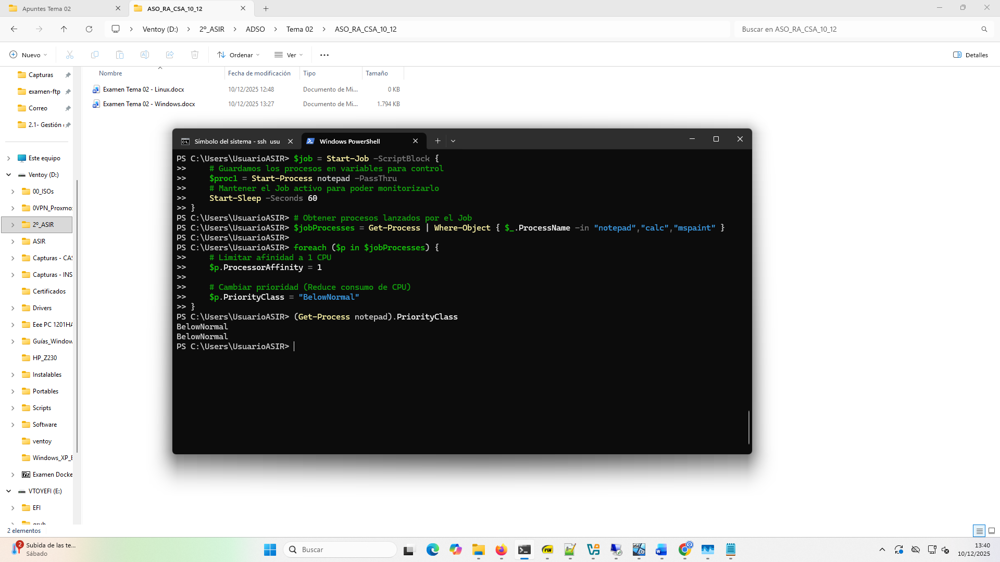 Apuntes Tema 02
ASO_RA_CSA_10_12
Ventoy (D:) > 2º_ASIR > ADSO > Tema 02 > ASO_RA_CSA_10_12
Buscar en ASO_RA_CSA_10_12
Nuevo
Ordenar
Ver
Detalles
Nombre
Fecha de modificación
Tipo
Tamaño
Examen Tema 02 - Linux.docx 10/12/2025 12:48 Documento de Mi... 0 KB
Examen Tema 02 - Windows.docx 10/12/2025 13:27 Documento de Mi... 1.794 KB
Capturas
examen-ftp
Correo
2.1- Gestión
Este equipo
Ventoy (D:)
00_ISOs
0VPN_Proxmo
2º_ASIR
ASIR
Capturas - CA
Capturas - INS
Certificados
Drivers
Eee PC 1201HA
Guías_Window
HP_Z230
Instalables
Portables
Scripts
Software
ventoy
Windows_XP_E
Examen Docke
VTOYEFI (E:)
EFI
grub
2 elementos
Símbolo del sistema - ssh usu
Windows PowerShell
PS C:\Users\UsuarioASIR> $job = Start-Job -ScriptBlock {
>>     # Guardamos los procesos en variables para control
>>     $proc1 = Start-Process notepad -PassThru
>>     # Mantener el Job activo para poder monitorizarlo
>>     Start-Sleep -Seconds 60
>> }
PS C:\Users\UsuarioASIR> # Obtener procesos lanzados por el Job
PS C:\Users\UsuarioASIR> $jobProcesses = Get-Process | Where-Object { $_.ProcessName -in "notepad","calc","mspaint" }
PS C:\Users\UsuarioASIR>
PS C:\Users\UsuarioASIR> foreach ($p in $jobProcesses) {
>>     # Limitar afinidad a 1 CPU
>>     $p.ProcessorAffinity = 1
>>
>>     # Cambiar prioridad (Reduce consumo de CPU)
>>     $p.PriorityClass = "BelowNormal"
>> }
PS C:\Users\UsuarioASIR> (Get-Process notepad).PriorityClass
BelowNormal
BelowNormal
PS C:\Users\UsuarioASIR>
2
Subida de las te...
Sábado
Buscar
13:40
10/12/2025